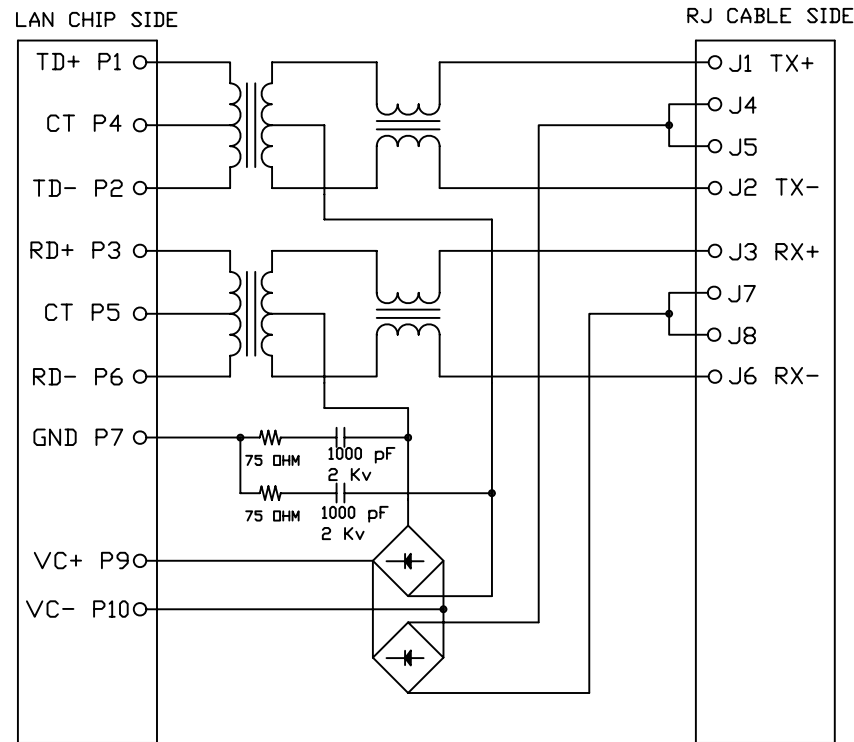 LAN CHIP SIDE
RJ CABLE SIDE
TD+ P1
J1 TX+
J4
CT P4
J5
TD- P2
J2 TX-
RD+ P3
J3 RX+
J7
CT P5
J8
RD- P6
J6 RX-
GND P7
75 OHM
1000 pF
2 Kv
75 OHM
1000 pF
2 Kv
VC+ P9
VC- P10